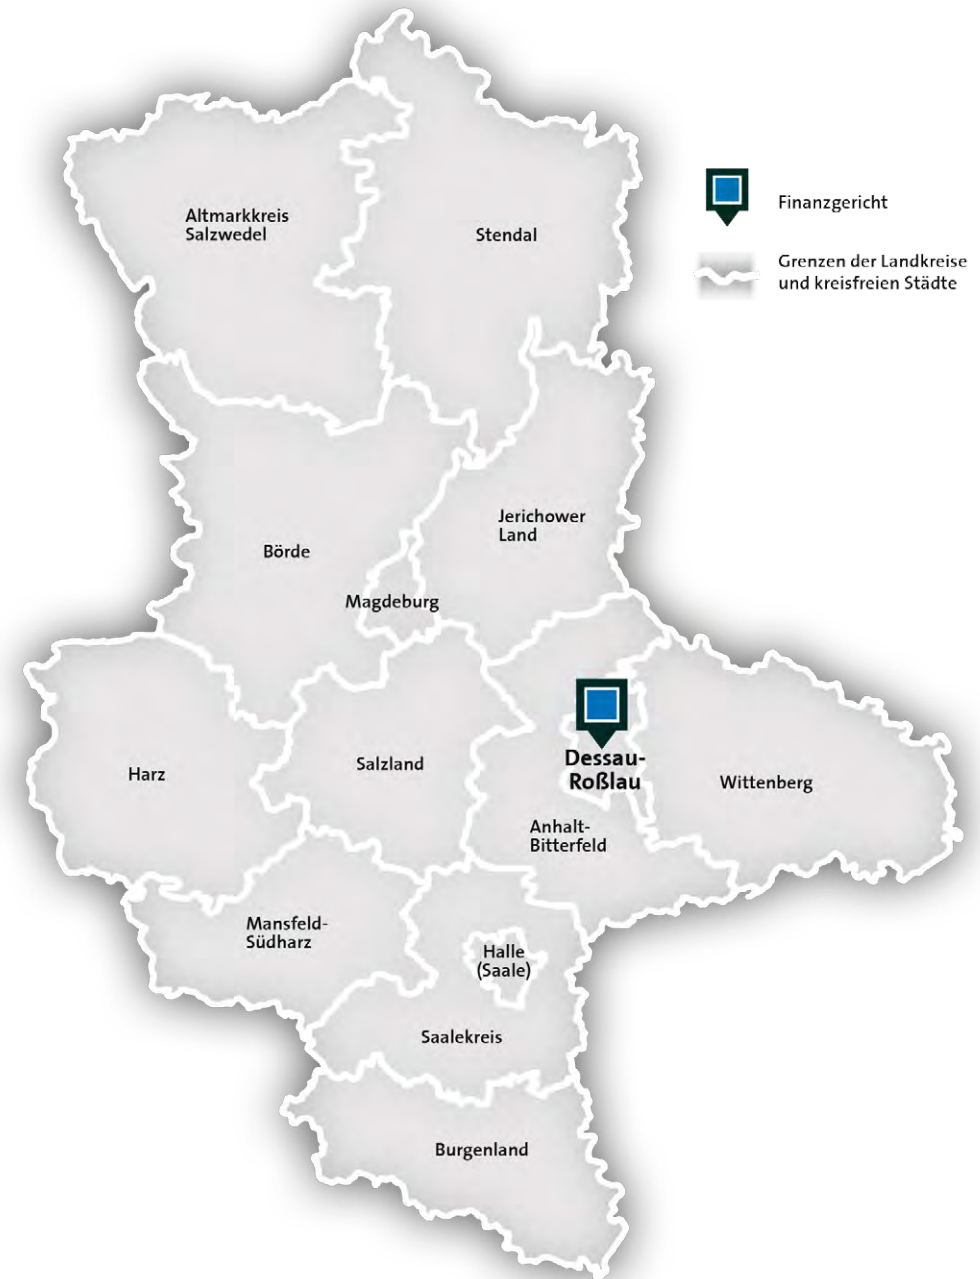 Altmarkkreis
Salzwedel
Stendal
Finanzgericht
Grenzen der Landkreise
und kreisfreien Städte
Börde
Jerichower
Land
Magdeburg
Harz
Salzland
Dessau-
Roßlau
Wittenberg
Anhalt-
Bitterfeld
Mansfeld-
Südharz
Halle
(Saale)
Saalekreis
Burgenland